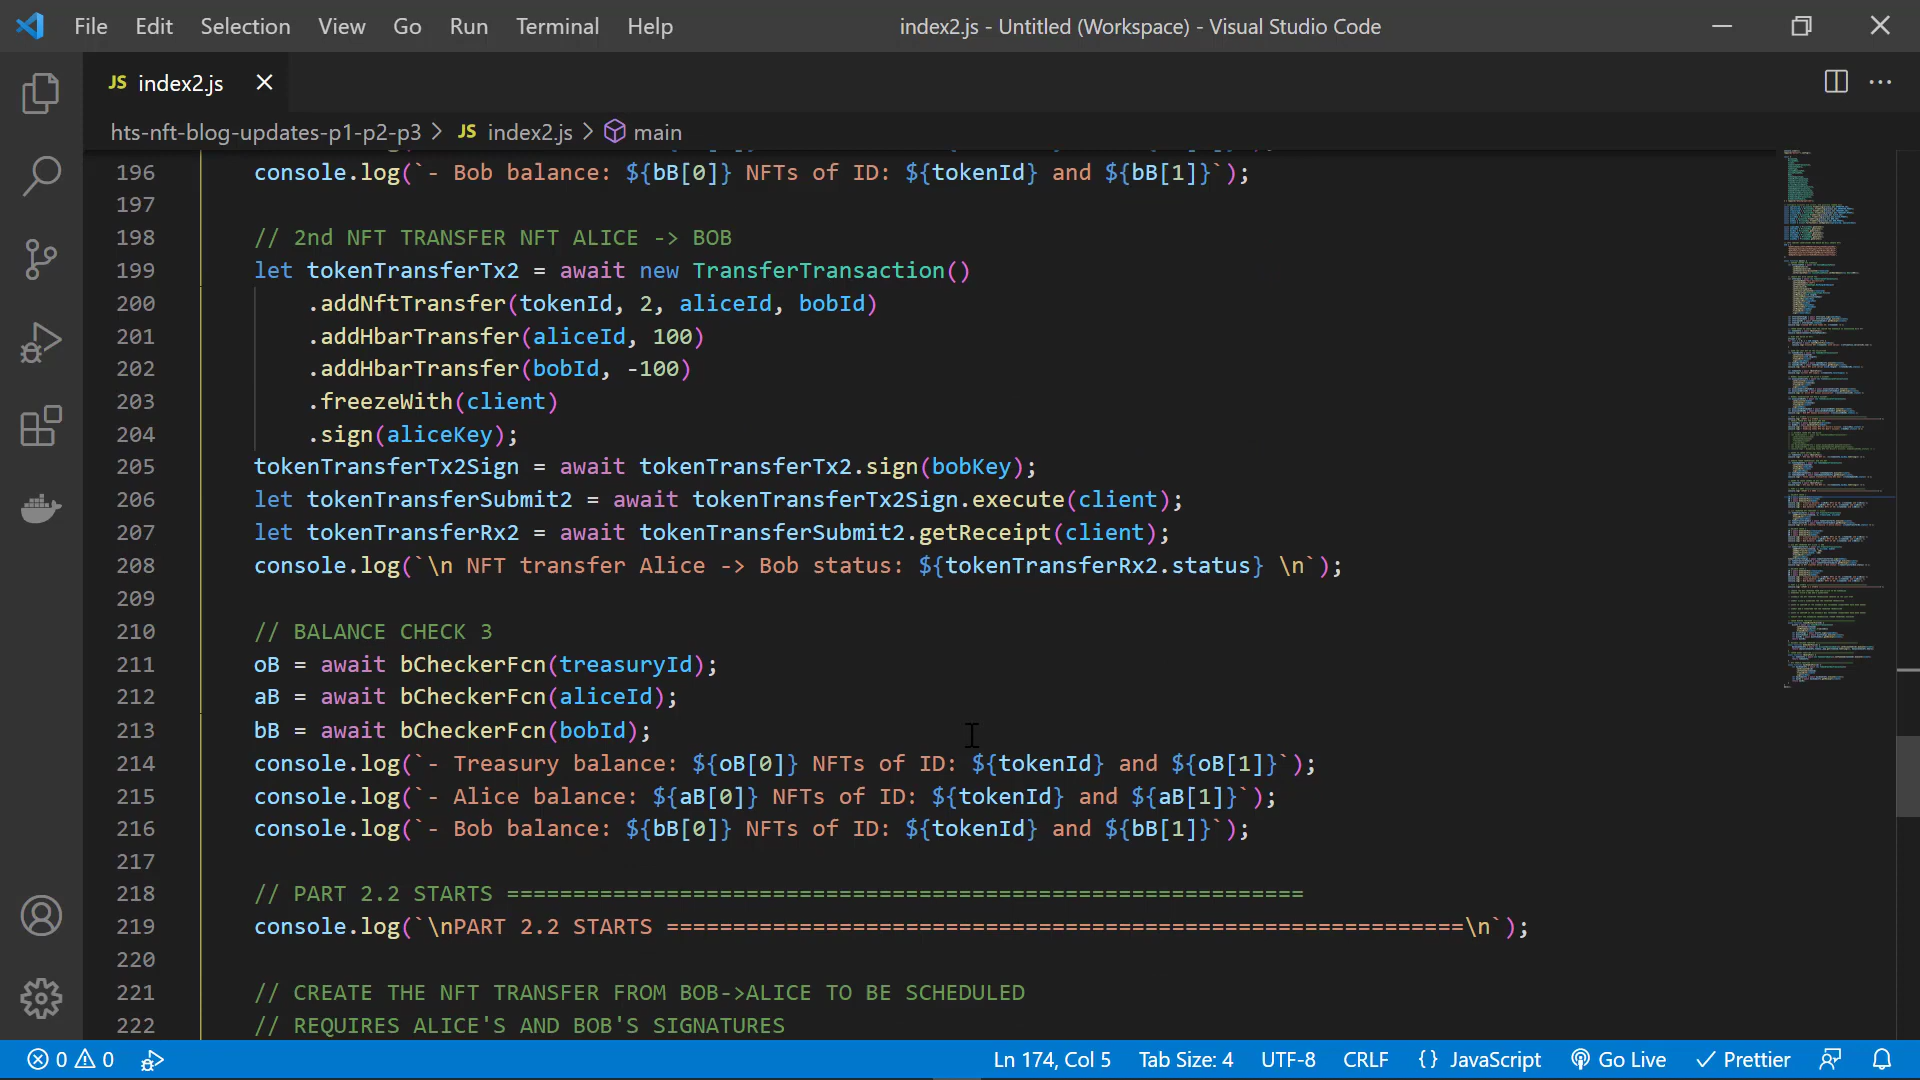 File Edit Selection View Go Run Terminal Help index2.js - Untitled (Workspace) - Visual Studio Code
JS index2.js
hts-nft-blog-updates-p1-p2-p3 > JS index2.js > main
196 console.log(`- Bob balance: ${bB[0]} NFTs of ID: ${tokenId} and ${bB[1]}`);
197
198 // 2nd NFT TRANSFER NFT ALICE -> BOB
199 let tokenTransferTx2 = await new TransferTransaction()
200 .addNftTransfer(tokenId, 2, aliceId, bobId)
201 .addHbarTransfer(aliceId, 100)
202 .addHbarTransfer(bobId, -100)
203 .freezeWith(client)
204 .sign(aliceKey);
205 tokenTransferTx2Sign = await tokenTransferTx2.sign(bobKey);
206 let tokenTransferSubmit2 = await tokenTransferTx2Sign.execute(client);
207 let tokenTransferRx2 = await tokenTransferSubmit2.getReceipt(client);
208 console.log(`\n NFT transfer Alice -> Bob status: ${tokenTransferRx2.status} \n`);
209
210 // BALANCE CHECK 3
211 oB = await bCheckerFcn(treasuryId);
212 aB = await bCheckerFcn(aliceId);
213 bB = await bCheckerFcn(bobId);
214 console.log(`- Treasury balance: ${oB[0]} NFTs of ID: ${tokenId} and ${oB[1]}`);
215 console.log(`- Alice balance: ${aB[0]} NFTs of ID: ${tokenId} and ${aB[1]}`);
216 console.log(`- Bob balance: ${bB[0]} NFTs of ID: ${tokenId} and ${bB[1]}`);
217
218 // PART 2.2 STARTS ============================================================
219 console.log(`\nPART 2.2 STARTS ============================================================\n`);
220
221 // CREATE THE NFT TRANSFER FROM BOB->ALICE TO BE SCHEDULED
222 // REQUIRES ALICE'S AND BOB'S SIGNATURES
0 0 Ln 174, Col 5 Tab Size: 4 UTF-8 CRLF {} JavaScript Go Live Prettier